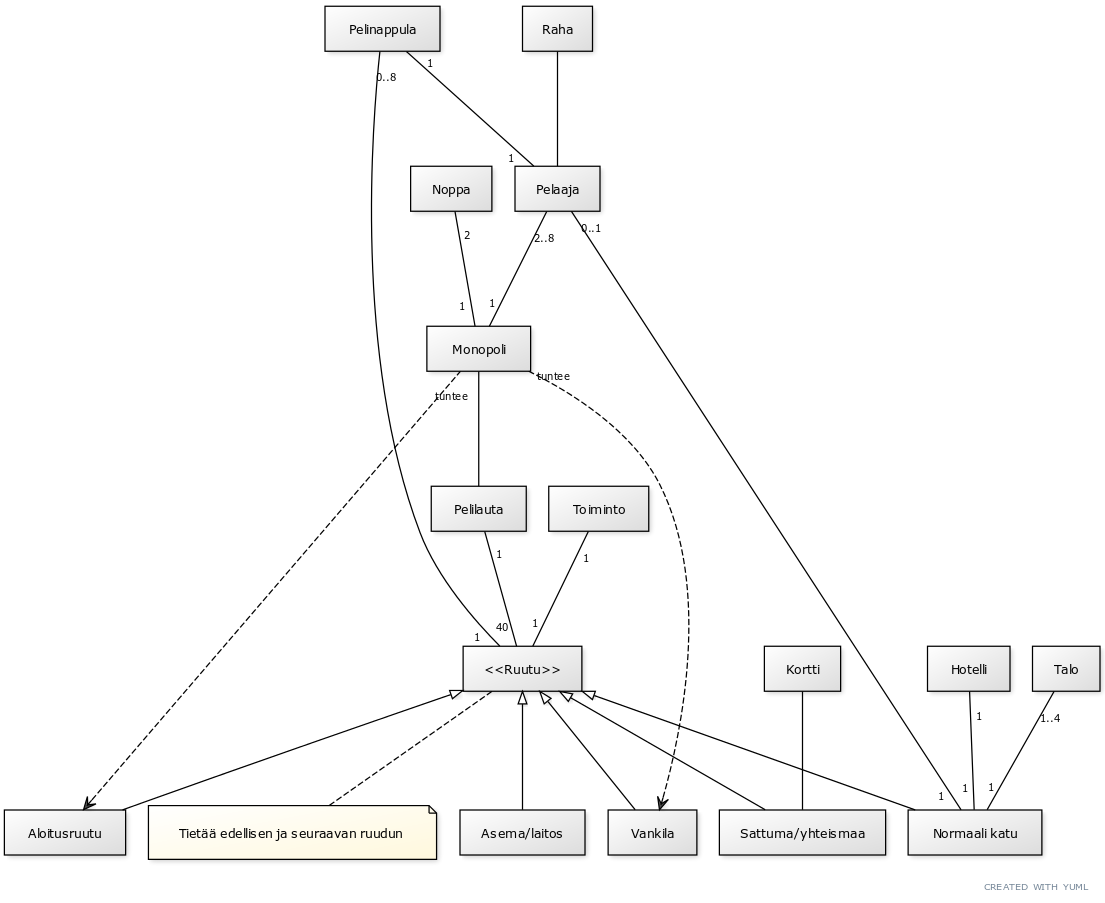 Pelinappula
Raha
1
0..8
1
Noppa
Pelaaja
0..1
2
2..8
1
1
Monopoli
tuntee
tuntee
Pelilauta
Toiminto
1
1
40
1
1
<<Ruutu>>
Kortti
Hotelli
Talo
1
1..4
1
1
1
Aloitusruutu
Tietää edellisen ja seuraavan ruudun
Asema/laitos
Vankila
Sattuma/yhteismaa
Normaali katu
CREATED WITH YUML